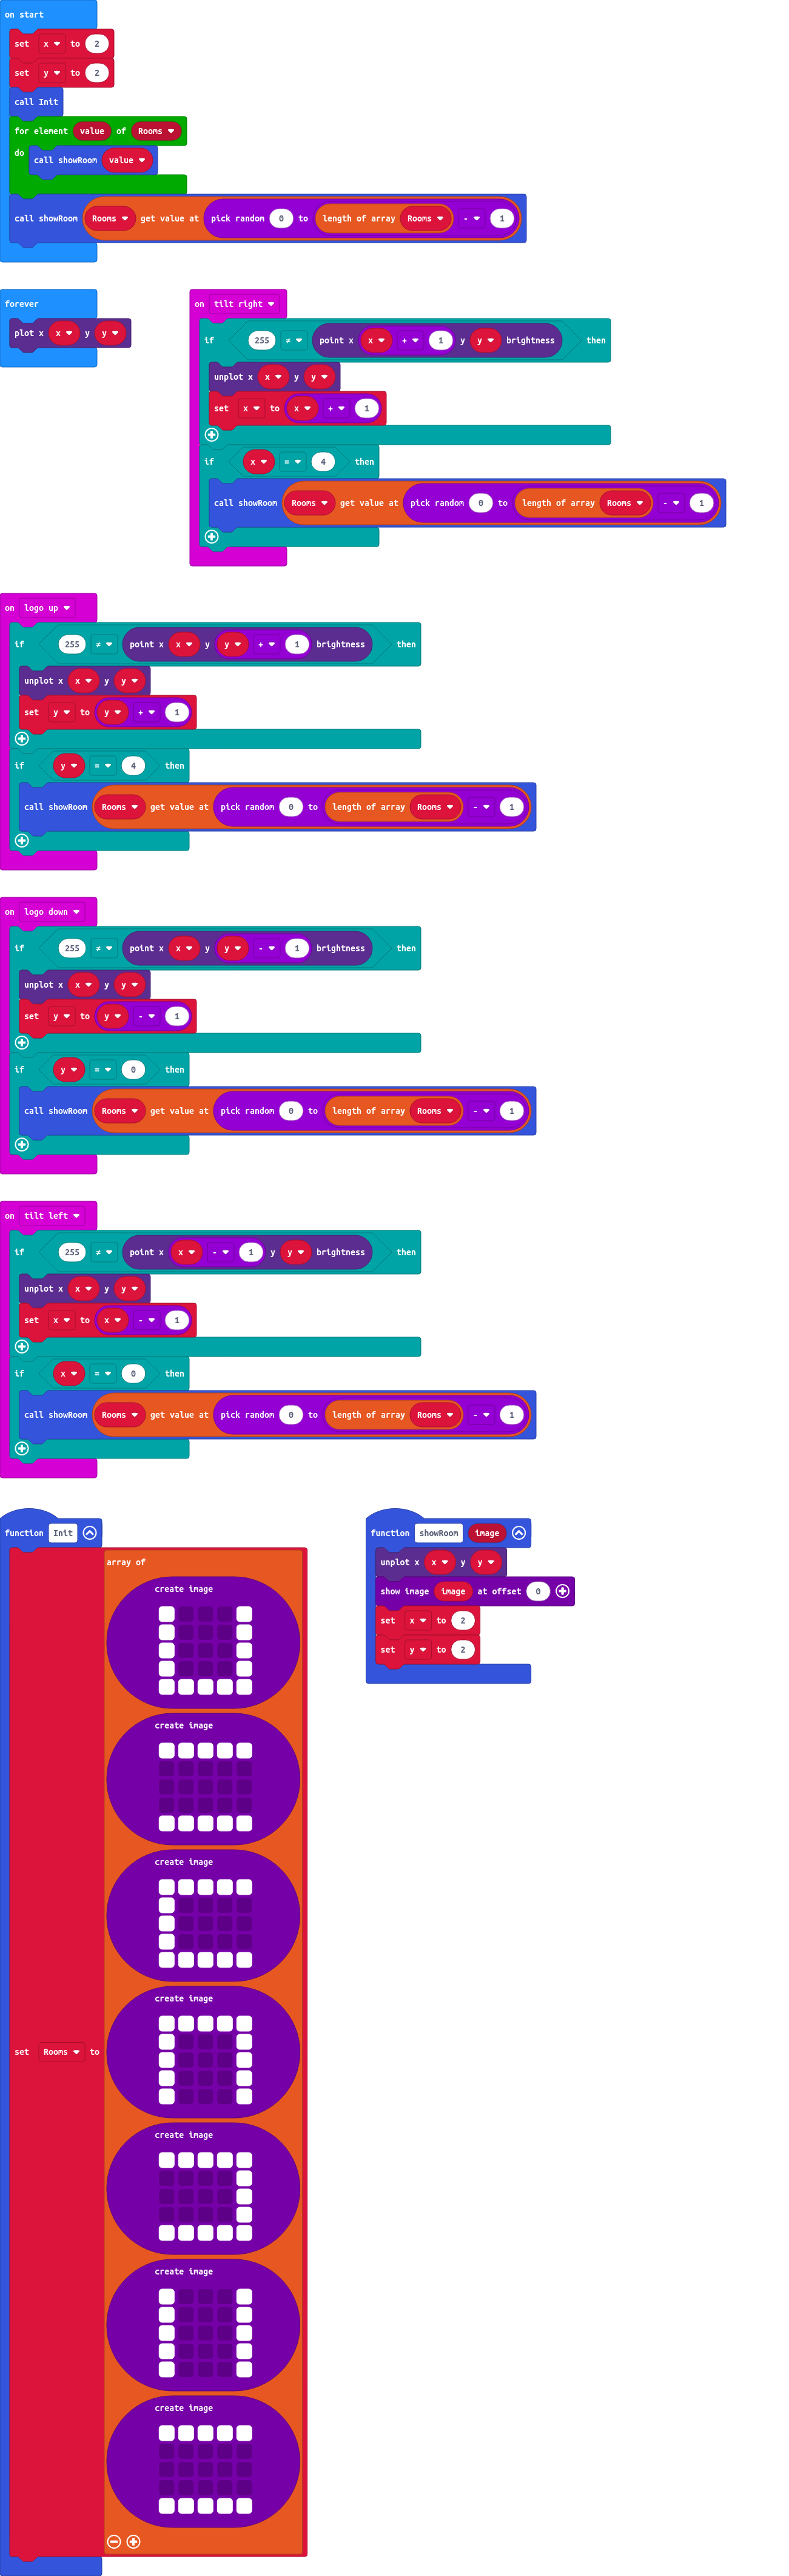 on start
set x to 2
set y to 2
call Init
for element value of Rooms
do call showRoom value
call showRoom Rooms get value at pick random 0 to length of array Rooms - 1
forever
plot x x y y
on tilt right
if 255 ≠ point x x + 1 y y brightness then
unplot x x y y
set x to x + 1
if x = 4 then
call showRoom Rooms get value at pick random 0 to length of array Rooms - 1
on logo up
if 255 ≠ point x x y y + 1 brightness then
unplot x x y y
set y to y + 1
if y = 4 then
call showRoom Rooms get value at pick random 0 to length of array Rooms - 1
on logo down
if 255 ≠ point x x y y - 1 brightness then
unplot x x y y
set y to y - 1
if y = 0 then
call showRoom Rooms get value at pick random 0 to length of array Rooms - 1
on tilt left
if 255 ≠ point x x - 1 y y brightness then
unplot x x y y
set x to x - 1
if x = 0 then
call showRoom Rooms get value at pick random 0 to length of array Rooms - 1
function Init
set Rooms to
array of
create image
create image
create image
create image
create image
create image
create image
function showRoom image
unplot x x y y
show image image at offset 0
set x to 2
set y to 2